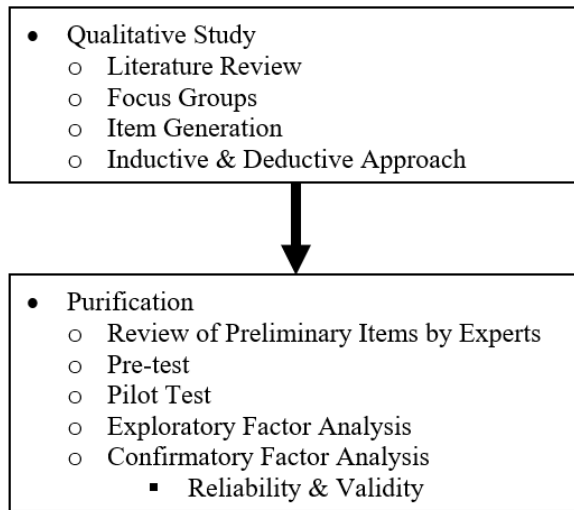 • Qualitative Study
o Literature Review
o Focus Groups
o Item Generation
o Inductive & Deductive Approach
• Purification
o Review of Preliminary Items by Experts
o Pre-test
o Pilot Test
o Exploratory Factor Analysis
o Confirmatory Factor Analysis
▪ Reliability & Validity